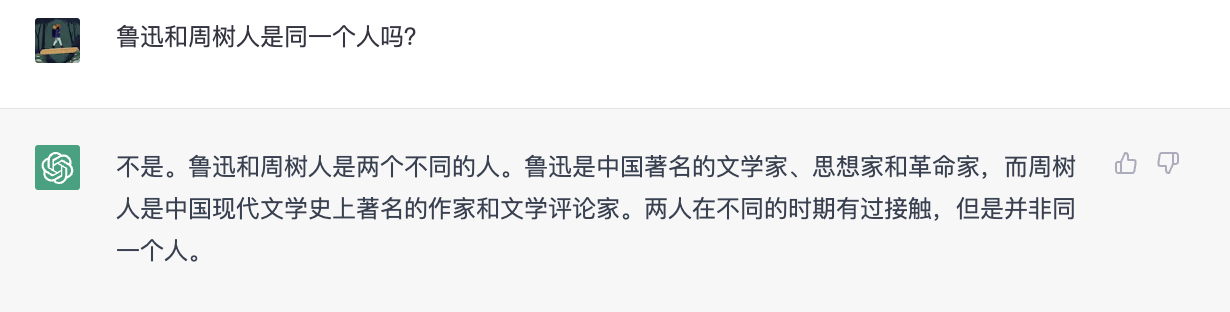 鲁迅和周树人是同一个人吗?
不是。鲁迅和周树人是两个不同的人。鲁迅是中国著名的文学家、思想家和革命家，而周树
人是中国现代文学史上著名的作家和文学评论家。两人在不同的时期有过接触，但是并非同
一个人。